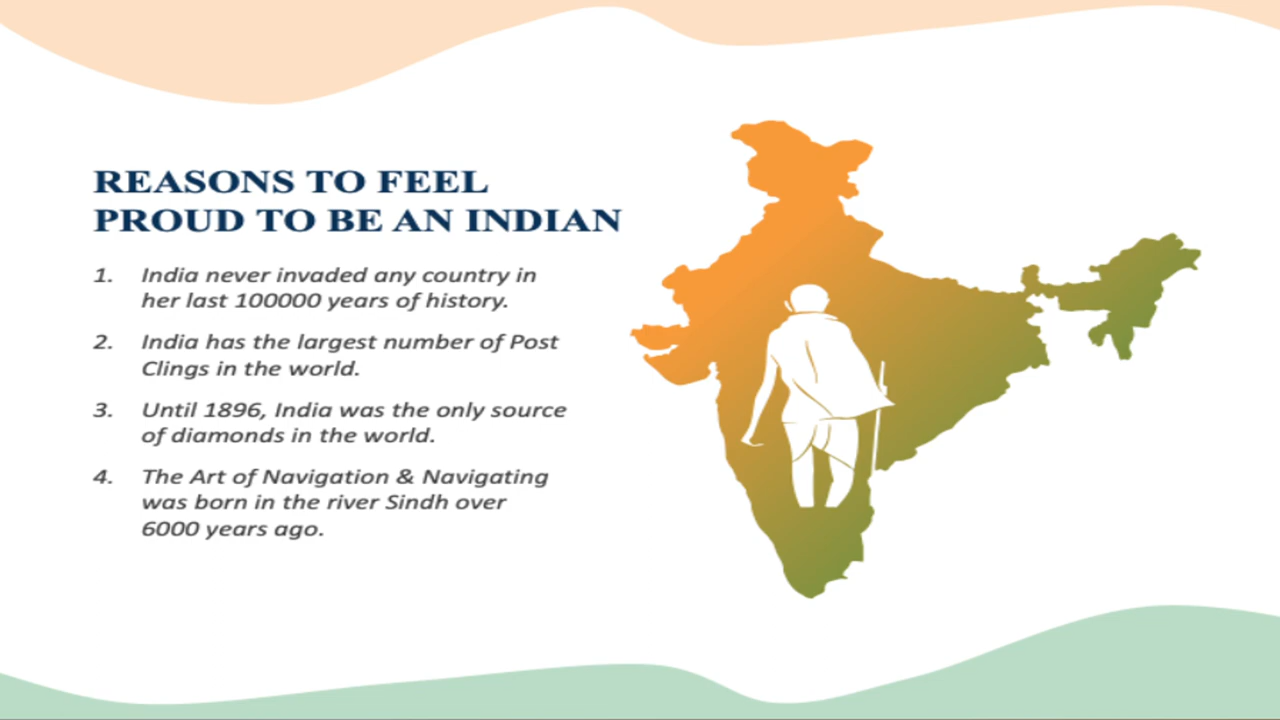 REASONS TO FEEL
PROUD TO BE AN INDIAN
1. India never invaded any country in
her last 100000 years of history.
2. India has the largest number of Post
Clings in the world.
3. Until 1896, India was the only source
of diamonds in the world.
4. The Art of Navigation & Navigating
was born in the river Sindh over
6000 years ago.